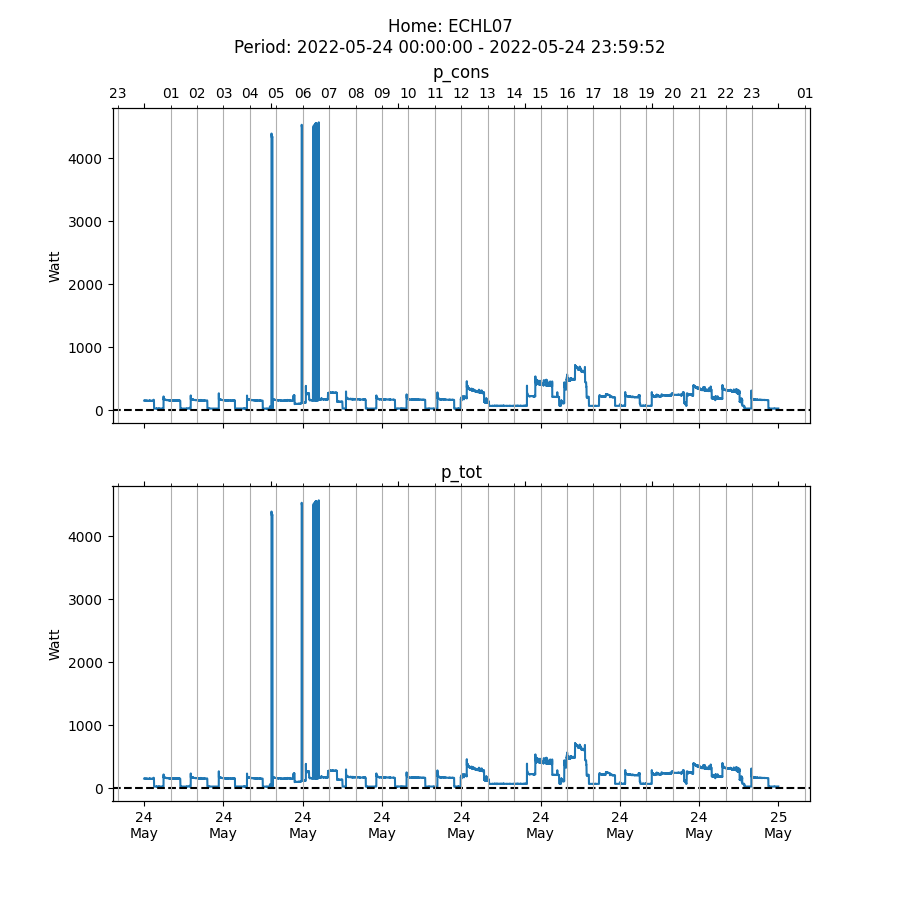 Home: ECHL07
Period: 2022-05-24 00:00:00 - 2022-05-24 23:59:52
p_cons
23 01 02 03 04 05 06 07 08 09 10 11 12 13 14 15 16 17 18 19 20 21 22 23 01
4000
3000
2000
1000
0
Watt
p_tot
4000
3000
2000
1000
0
Watt
24 24 24 24 24 24 24 24 25
May May May May May May May May May